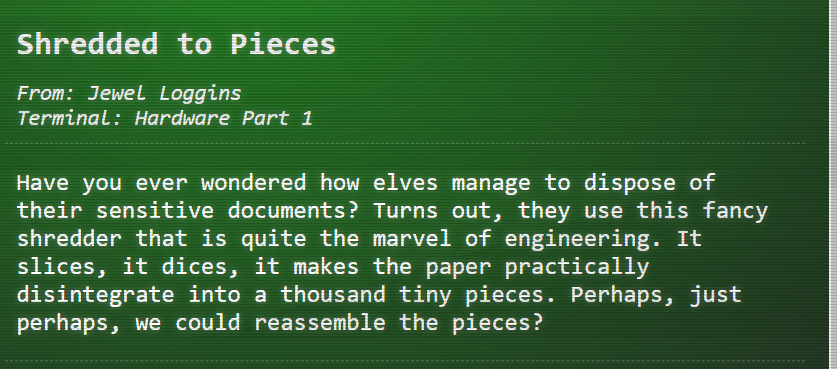 Shredded to Pieces
From: Jewel Loggins
Terminal: Hardware Part 1
Have you ever wondered how elves manage to dispose of
their sensitive documents? Turns out, they use this fancy
shredder that is quite the marvel of engineering. It
slices, it dices, it makes the paper practically
disintegrate into a thousand tiny pieces. Perhaps, just
perhaps, we could reassemble the pieces?